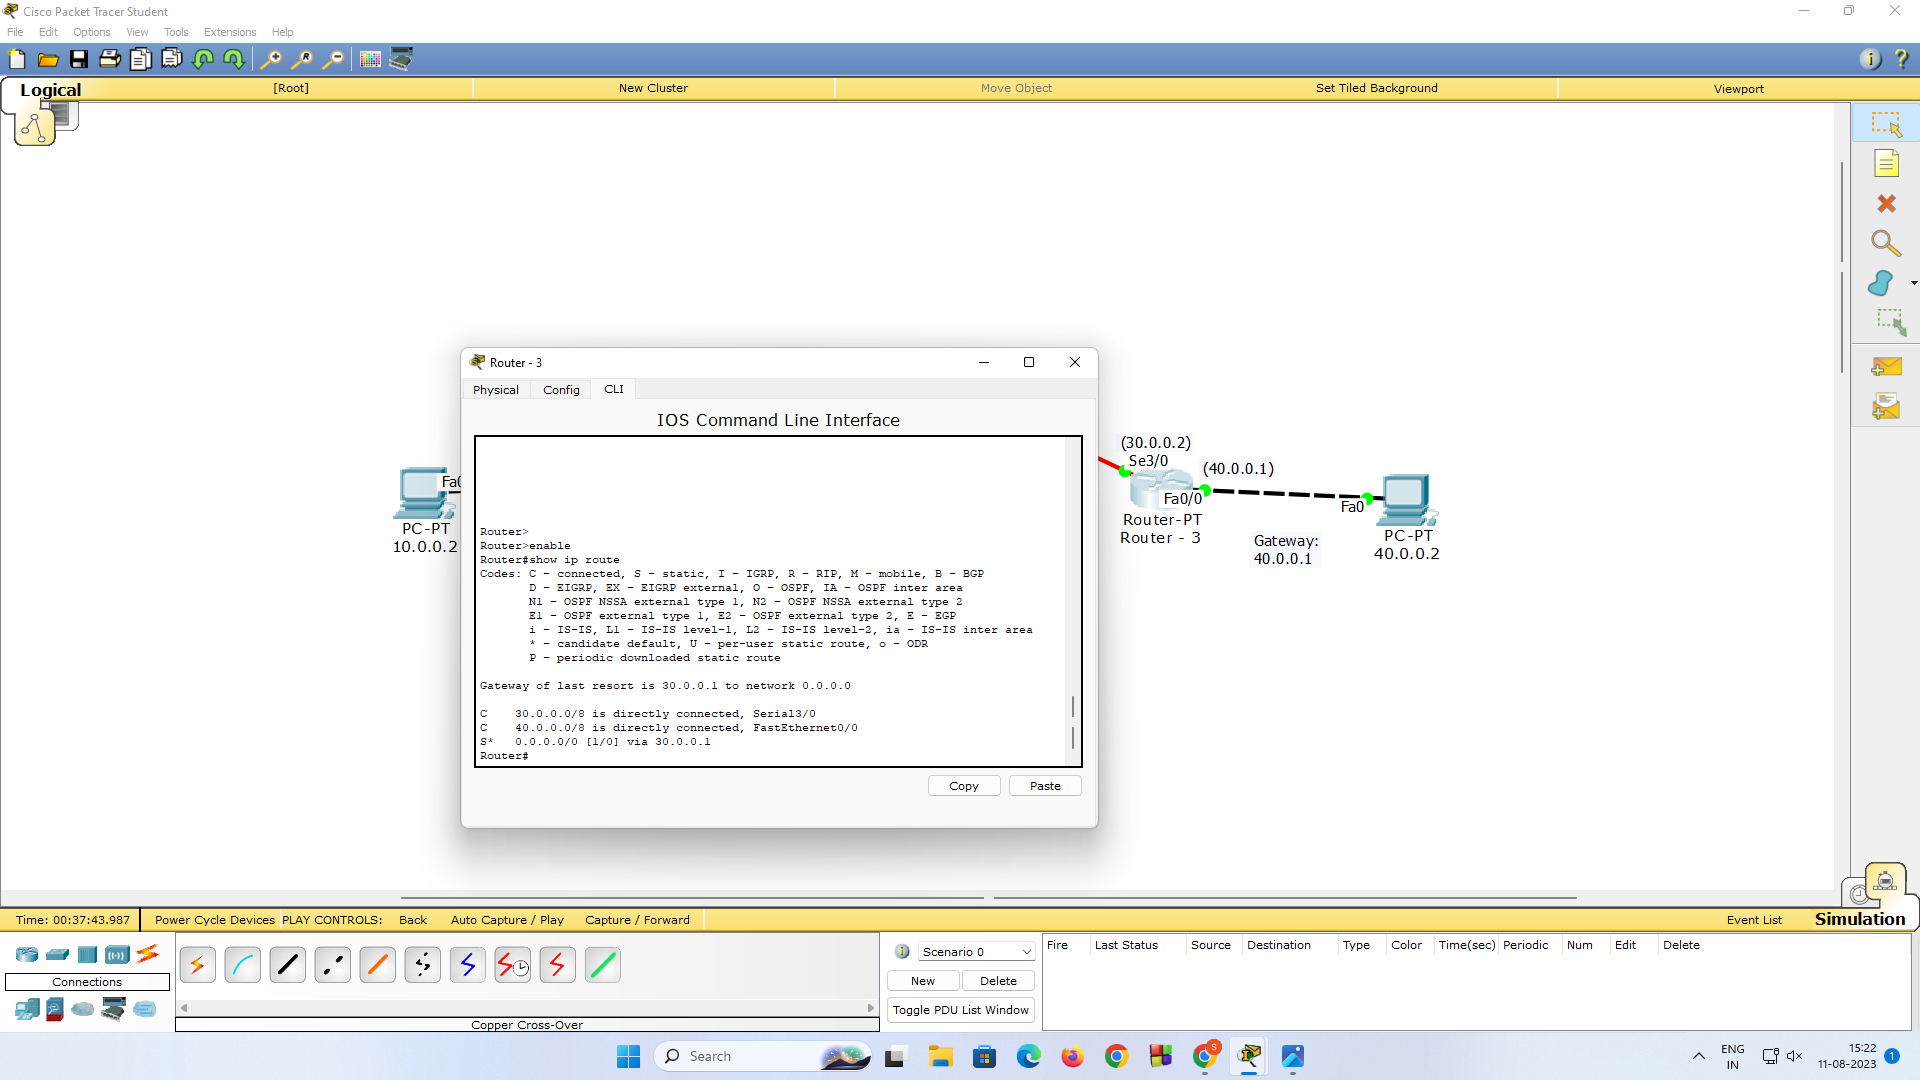 Cisco Packet Tracer Student
File Edit Options View Tools Extensions Help
Logical [Root] New Cluster Move Object Set Tiled Background Viewport
Router - 3
Physical Config CLI
IOS Command Line Interface
Router>
Router>enable
Router#show ip route
Codes: C - connected, S - static, I - IGRP, R - RIP, M - mobile, B - BGP
D - EIGRP, EX - EIGRP external, O - OSPF, IA - OSPF inter area
N1 - OSPF NSSA external type 1, N2 - OSPF NSSA external type 2
E1 - OSPF external type 1, E2 - OSPF external type 2, E - EGP
i - IS-IS, L1 - IS-IS level-1, L2 - IS-IS level-2, ia - IS-IS inter area
* - candidate default, U - per-user static route, o - ODR
P - periodic downloaded static route
Gateway of last resort is 30.0.0.1 to network 0.0.0.0
C 30.0.0.0/8 is directly connected, Serial3/0
C 40.0.0.0/8 is directly connected, FastEthernet0/0
S* 0.0.0.0/0 [1/0] via 30.0.0.1
Router#
Copy Paste
Fa0
PC-PT
10.0.0.2
(30.0.0.2)
Se3/0
(40.0.0.1)
Fa0/0
Router-PT
Router - 3
Fa0
Gateway:
40.0.0.1
PC-PT
40.0.0.2
Time: 00:37:43.987 Power Cycle Devices PLAY CONTROLS: Back Auto Capture / Play Capture / Forward Event List Simulation
Connections
Copper Cross-Over
Scenario 0
New Delete
Toggle PDU List Window
Fire Last Status Source Destination Type Color Time(sec) Periodic Num Edit Delete
Search
S
ENG
IN
15:22
11-08-2023
1